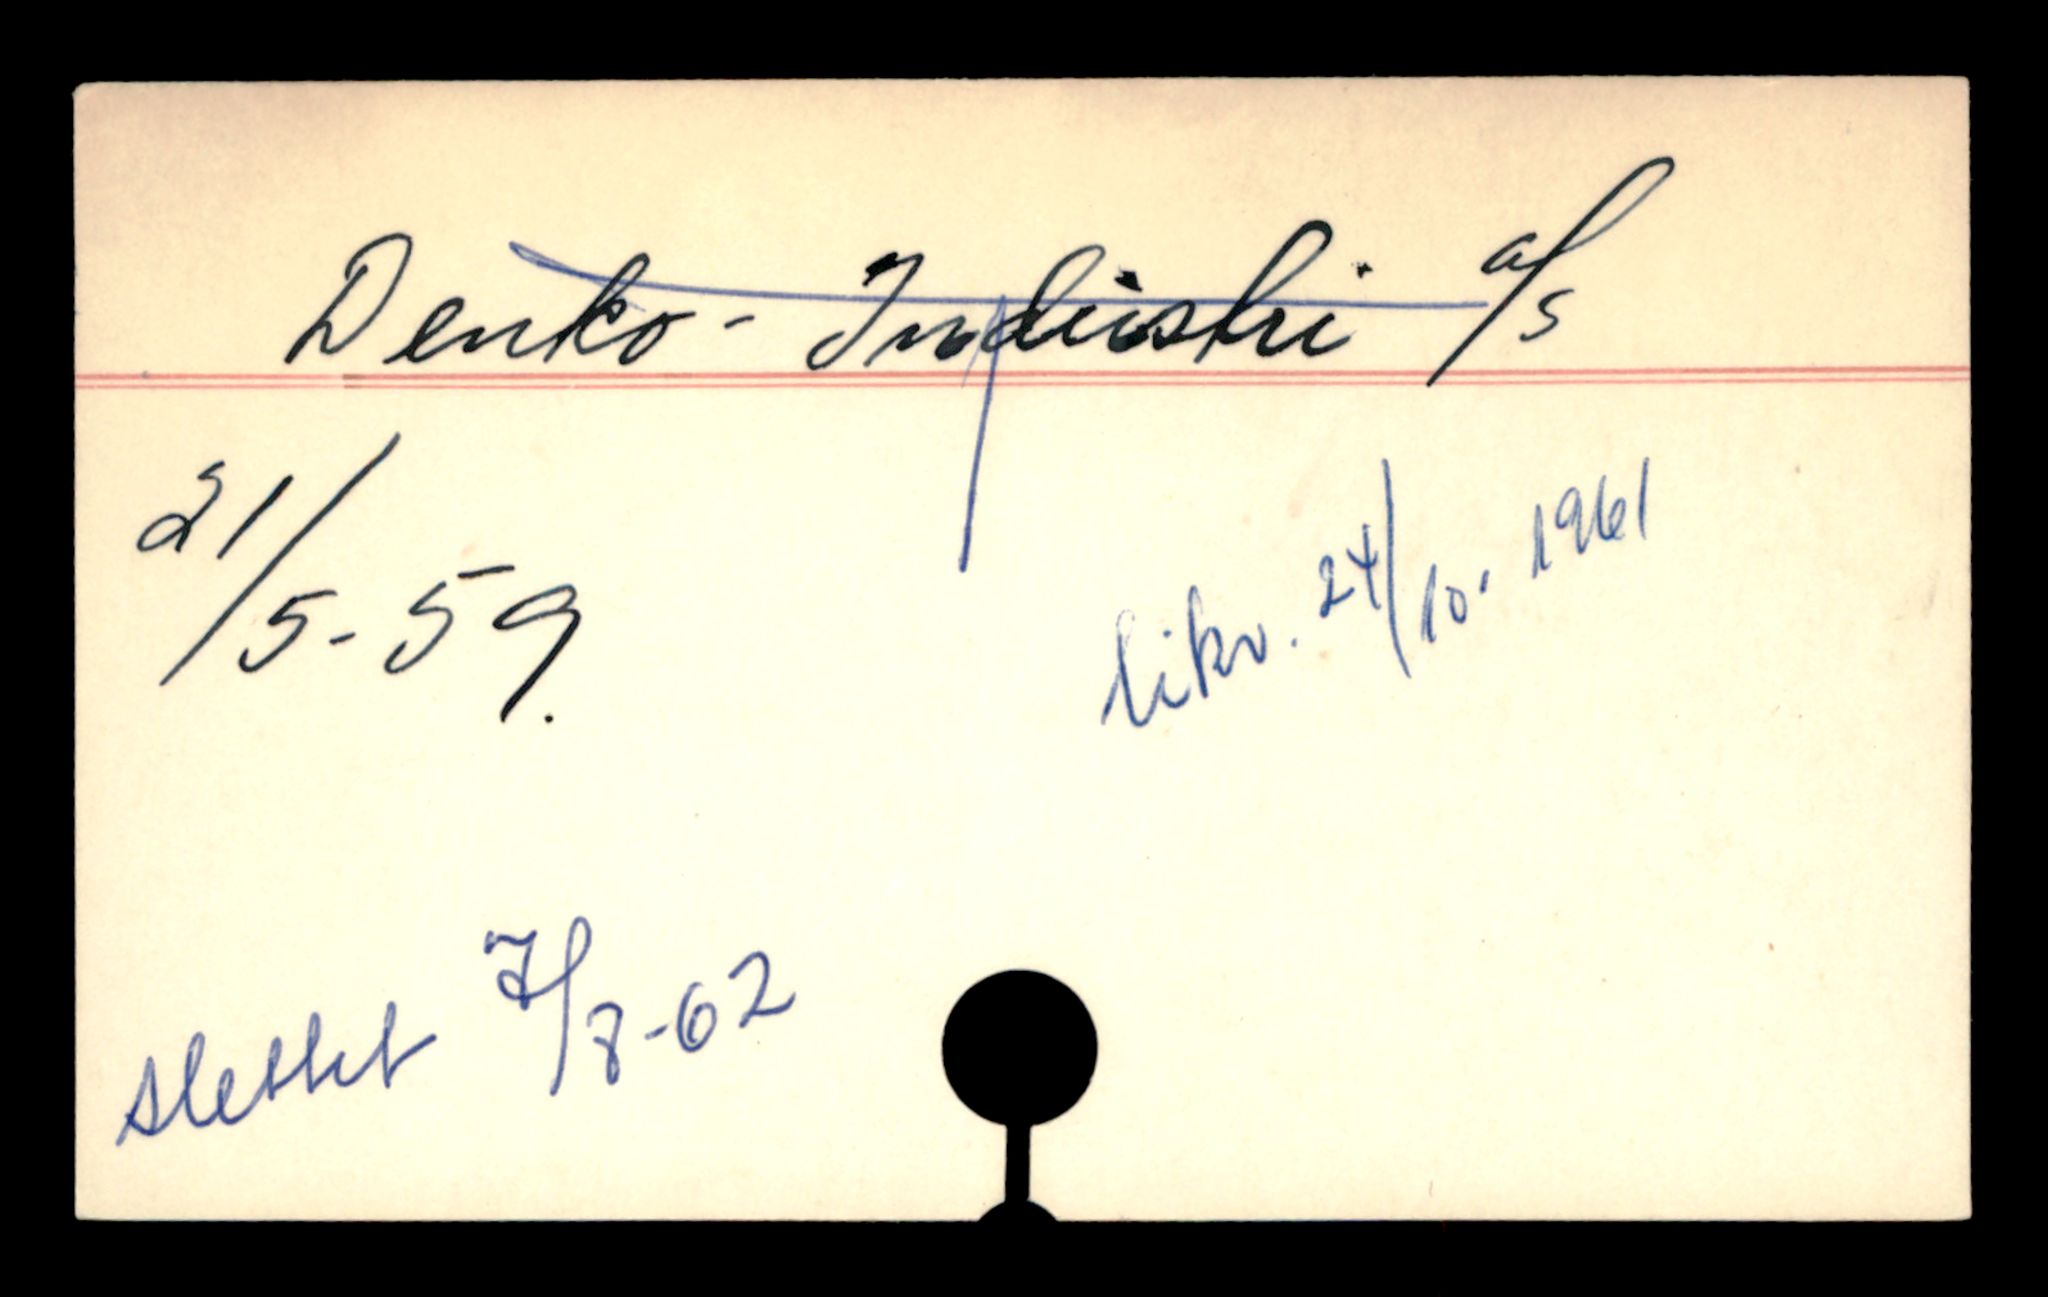 Denko - Industri a/s
21/5-59.
likv. 24/10. 1961
slettet 7/8-62